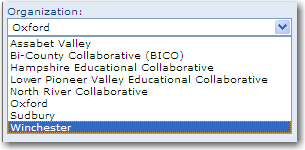 Organization:
Oxford
Assabet Valley
Bi-County Collaborative (BICO)
Hampshire Educational Collaborative
Lower Pioneer Valley Educational Collaborative
North River Collaborative
Oxford
Sudbury
Winchester